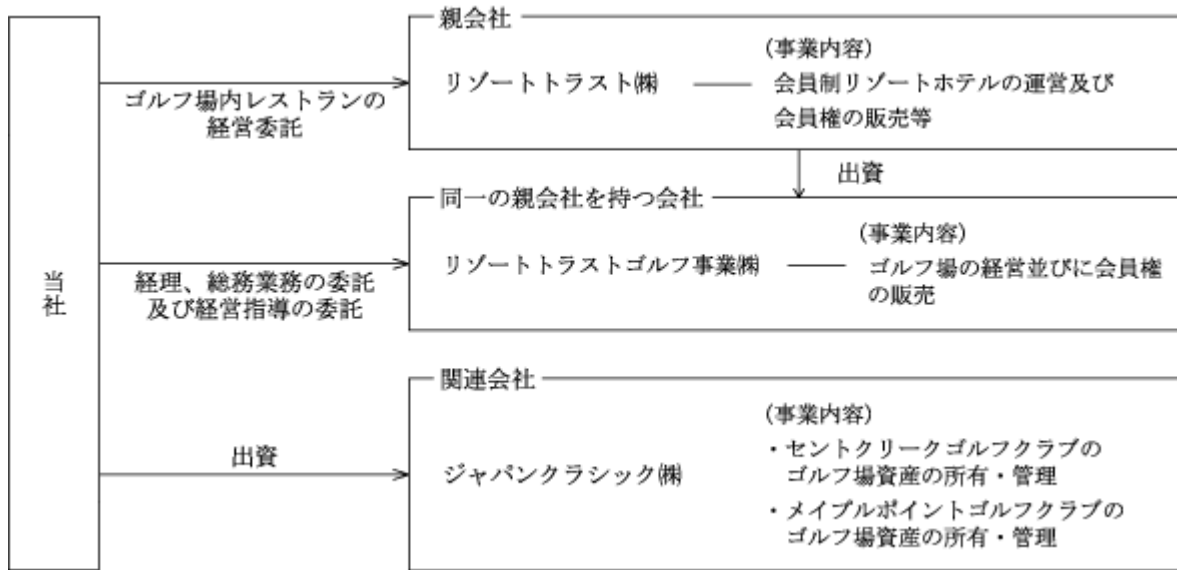 当社
ゴルフ場内レストランの
経営委託
親会社
リゾートトラスト㈱
(事業内容)
会員制リゾートホテルの運営及び
会員権の販売等
出資
経理、総務業務の委託
及び経営指導の委託
同一の親会社を持つ会社
リゾートトラストゴルフ事業㈱
(事業内容)
ゴルフ場の経営並びに会員権
の販売
出資
関連会社
ジャパンクラシック㈱
(事業内容)
・セントクリークゴルフクラブの
ゴルフ場資産の所有・管理
・メイプルポイントゴルフクラブの
ゴルフ場資産の所有・管理